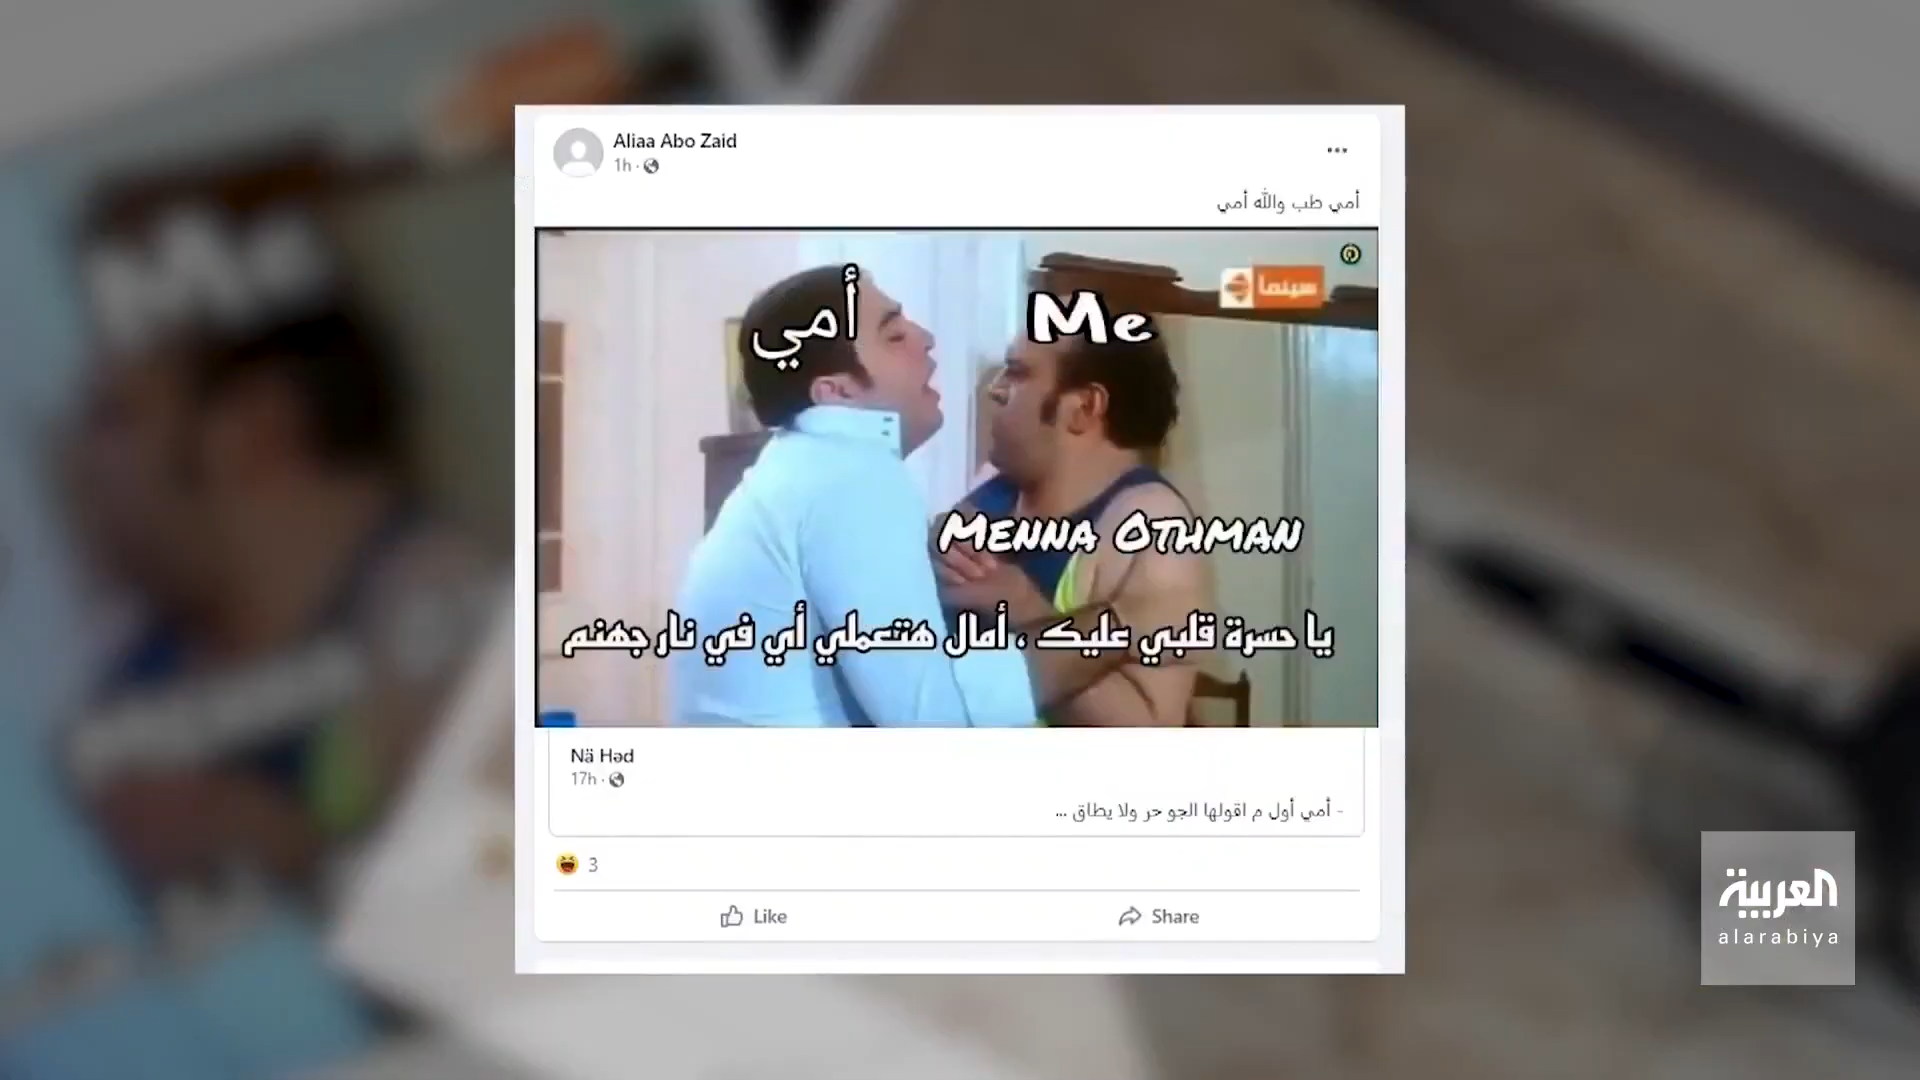 Aliaa Abo Zaid
1h ·
أمي طب والله أمي
سينما
أمي
Me
MENNA OTHMAN
يا حسرة قلبي عليك ، أمال هتعملي أي في نار جهنم
Nä Həd
17h ·
- أمي أول م اقولها الجو حر ولا يطاق ...
3
Like
Share
العربية
alarabiya